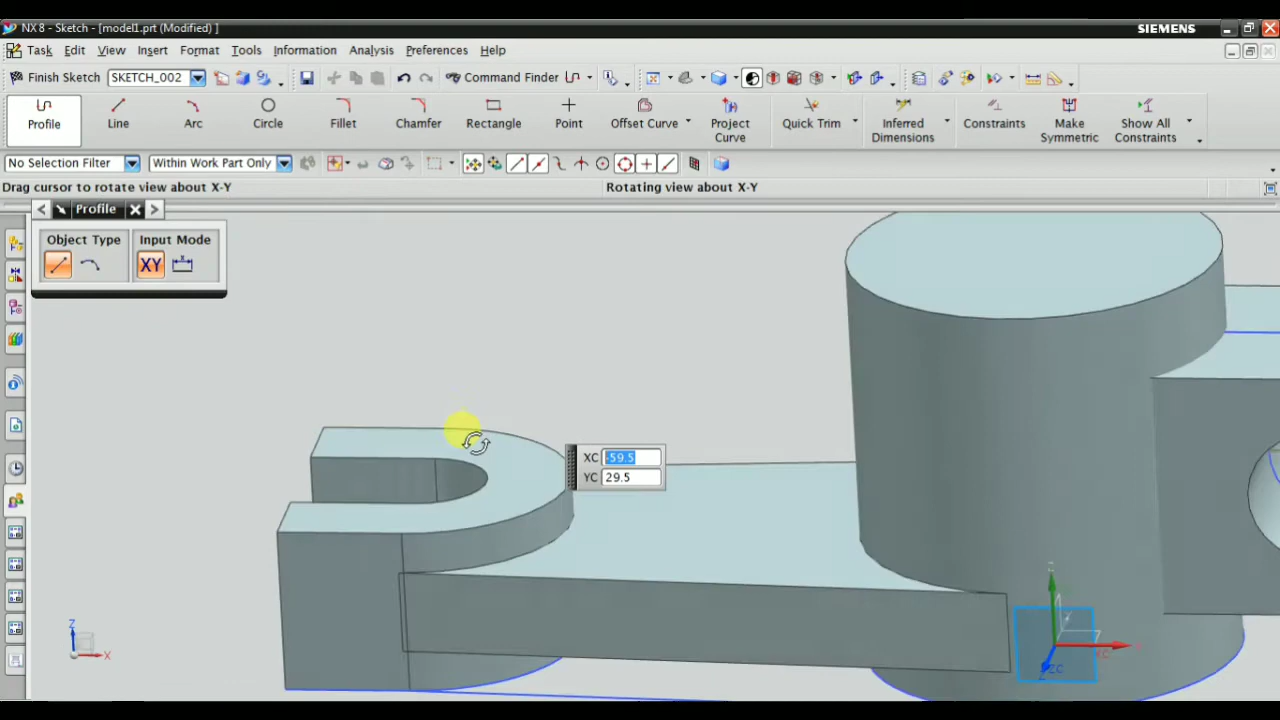 NX 8 - Sketch - [model1.prt (Modified) ]
SIEMENS
Task Edit View Insert Format Tools Information Analysis Preferences Help
Finish Sketch SKETCH_002 Command Finder
Profile Line Arc Circle Fillet Chamfer Rectangle Point Offset Curve Project Curve Quick Trim Inferred Dimensions Constraints Make Symmetric Show All Constraints
No Selection Filter Within Work Part Only
Drag cursor to rotate view about X-Y Rotating view about X-Y
Profile
Object Type Input Mode
XY
XC -59.5
YC 29.5
Z
X
XC
ZC